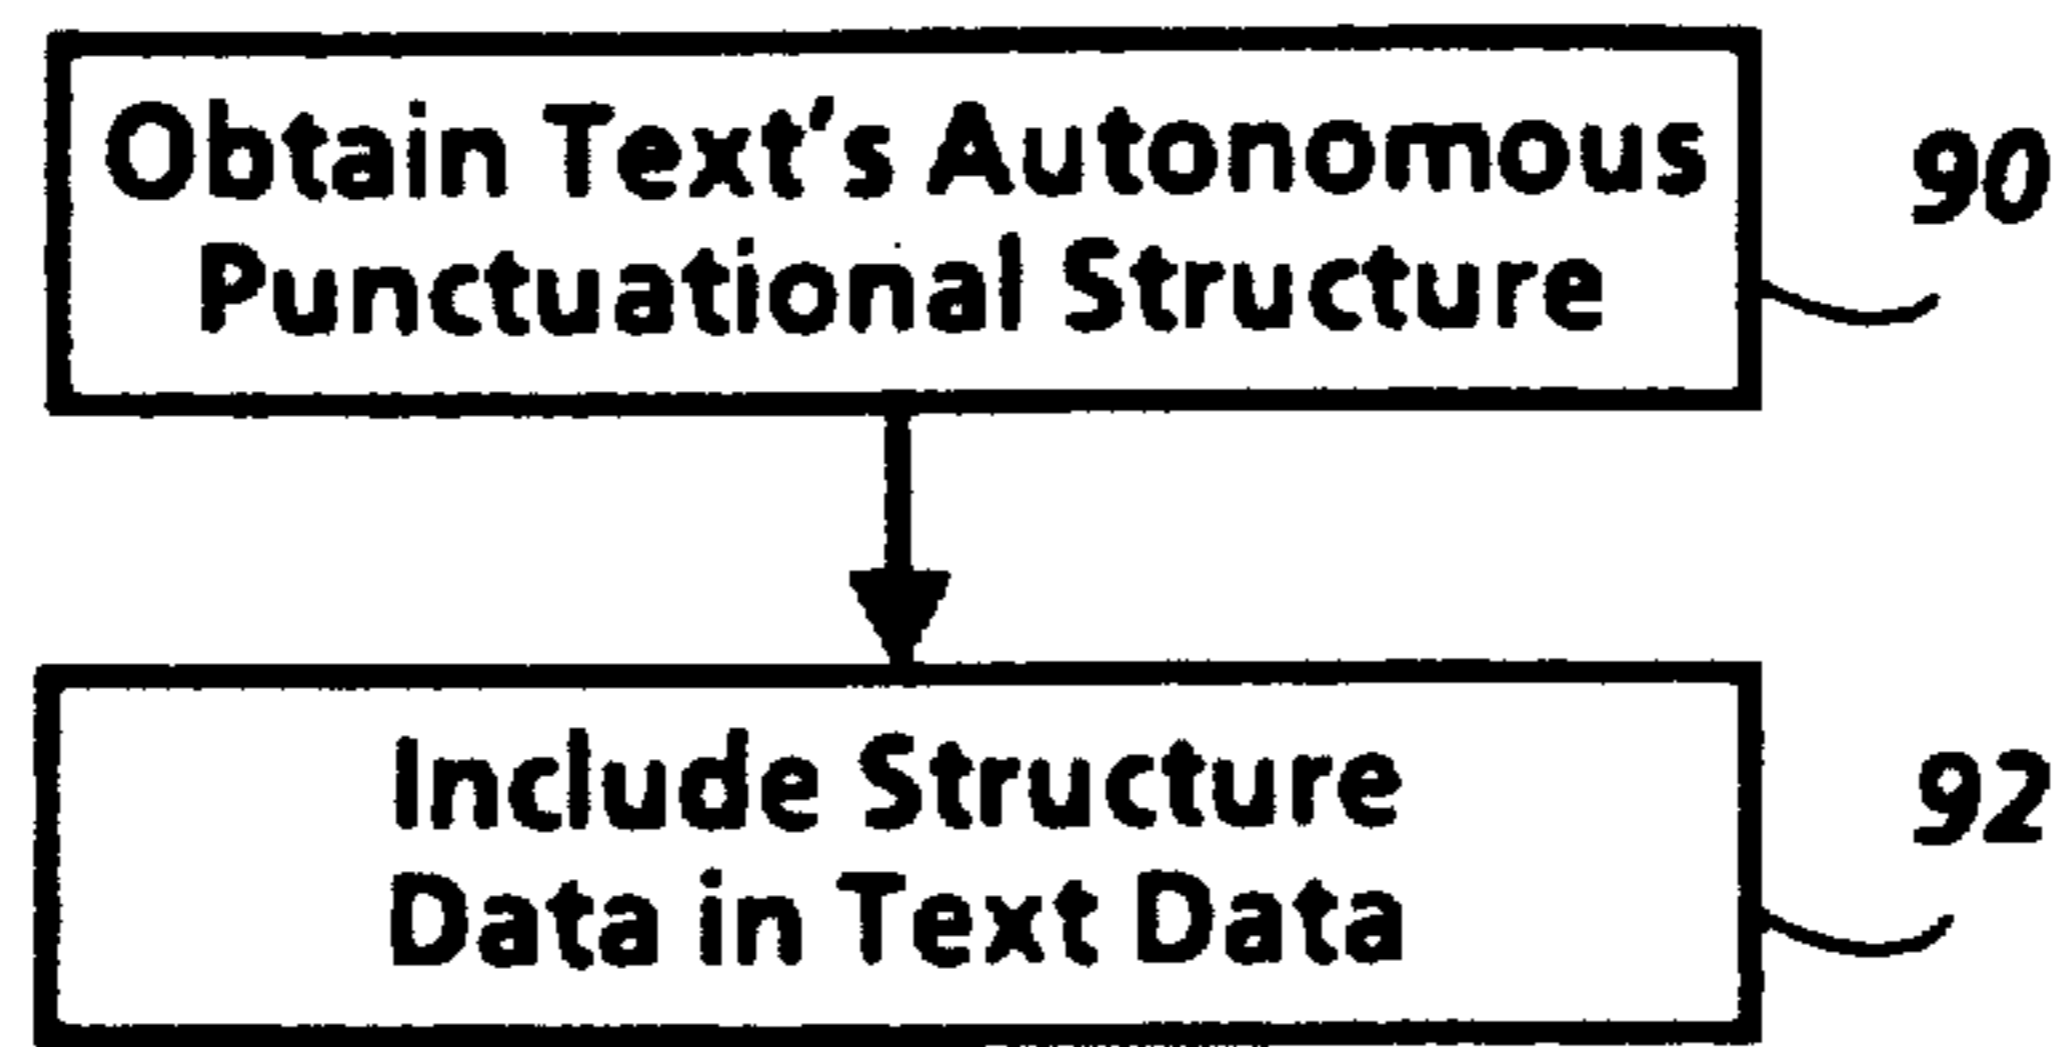 Obtain Text's Autonomous
Punctuational Structure
90
Include Structure
Data in Text Data
92